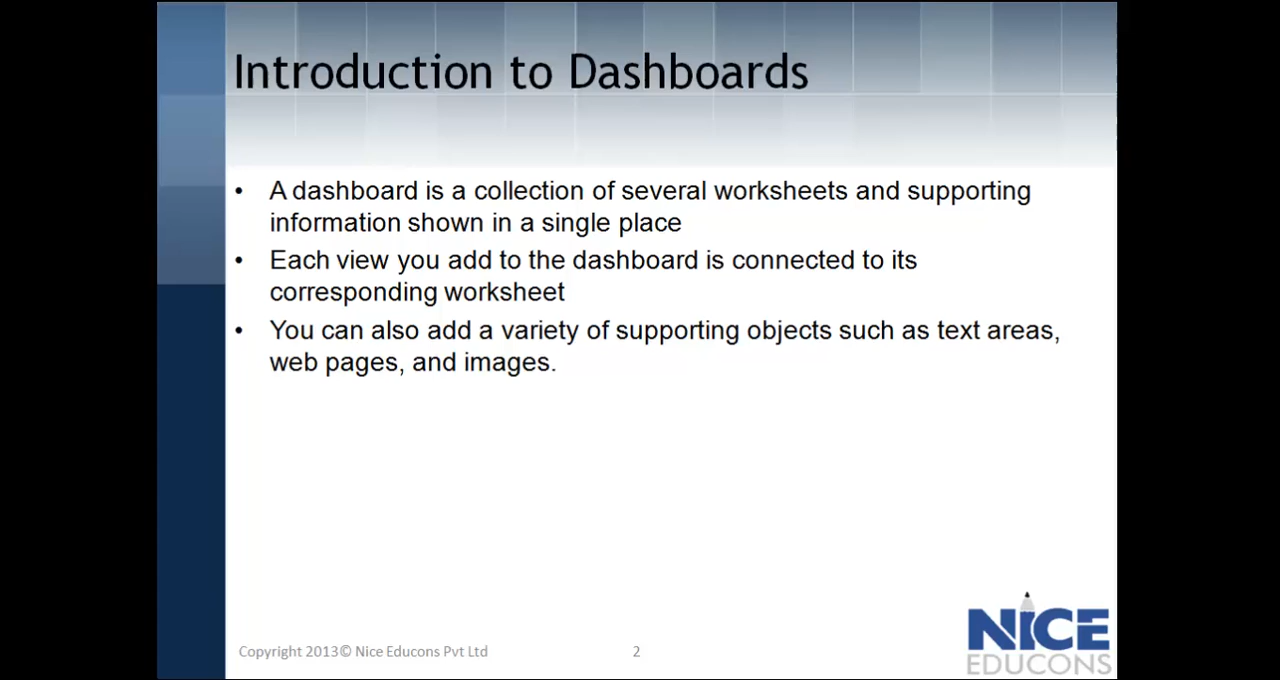 Introduction to Dashboards
• A dashboard is a collection of several worksheets and supporting
information shown in a single place
• Each view you add to the dashboard is connected to its
corresponding worksheet
• You can also add a variety of supporting objects such as text areas,
web pages, and images.
Copyright 2013© Nice Educons Pvt Ltd
2
NICE
EDUCONS